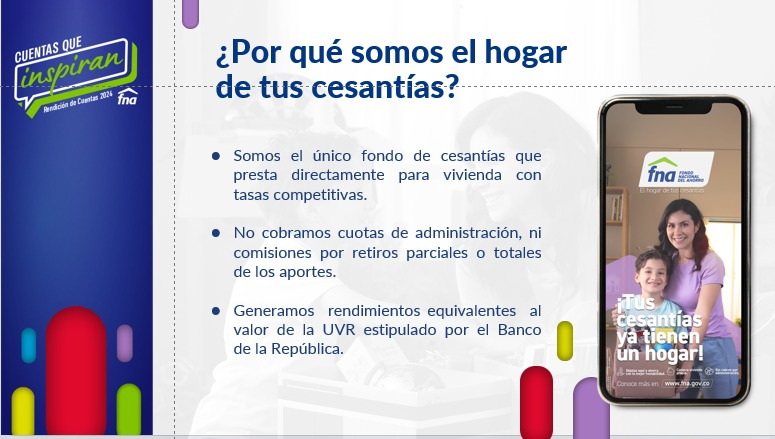 CUENTAS QUE
inspiran
Rendición de Cuentas 2024
fna
¿Por qué somos el hogar
de tus cesantías?
Somos el único fondo de cesantías que
presta directamente para vivienda con
tasas competitivas.
No cobramos cuotas de administración, ni
comisiones por retiros parciales o totales
de los aportes.
Generamos rendimientos equivalentes al
valor de la UVR estipulado por el Banco
de la República.
fna
FONDO
NACIONAL
DEL AHORRO
El hogar de tus cesantías
¡Tus
cesantías
ya tienen
un hogar!
Conoce más en www.fna.gov.co